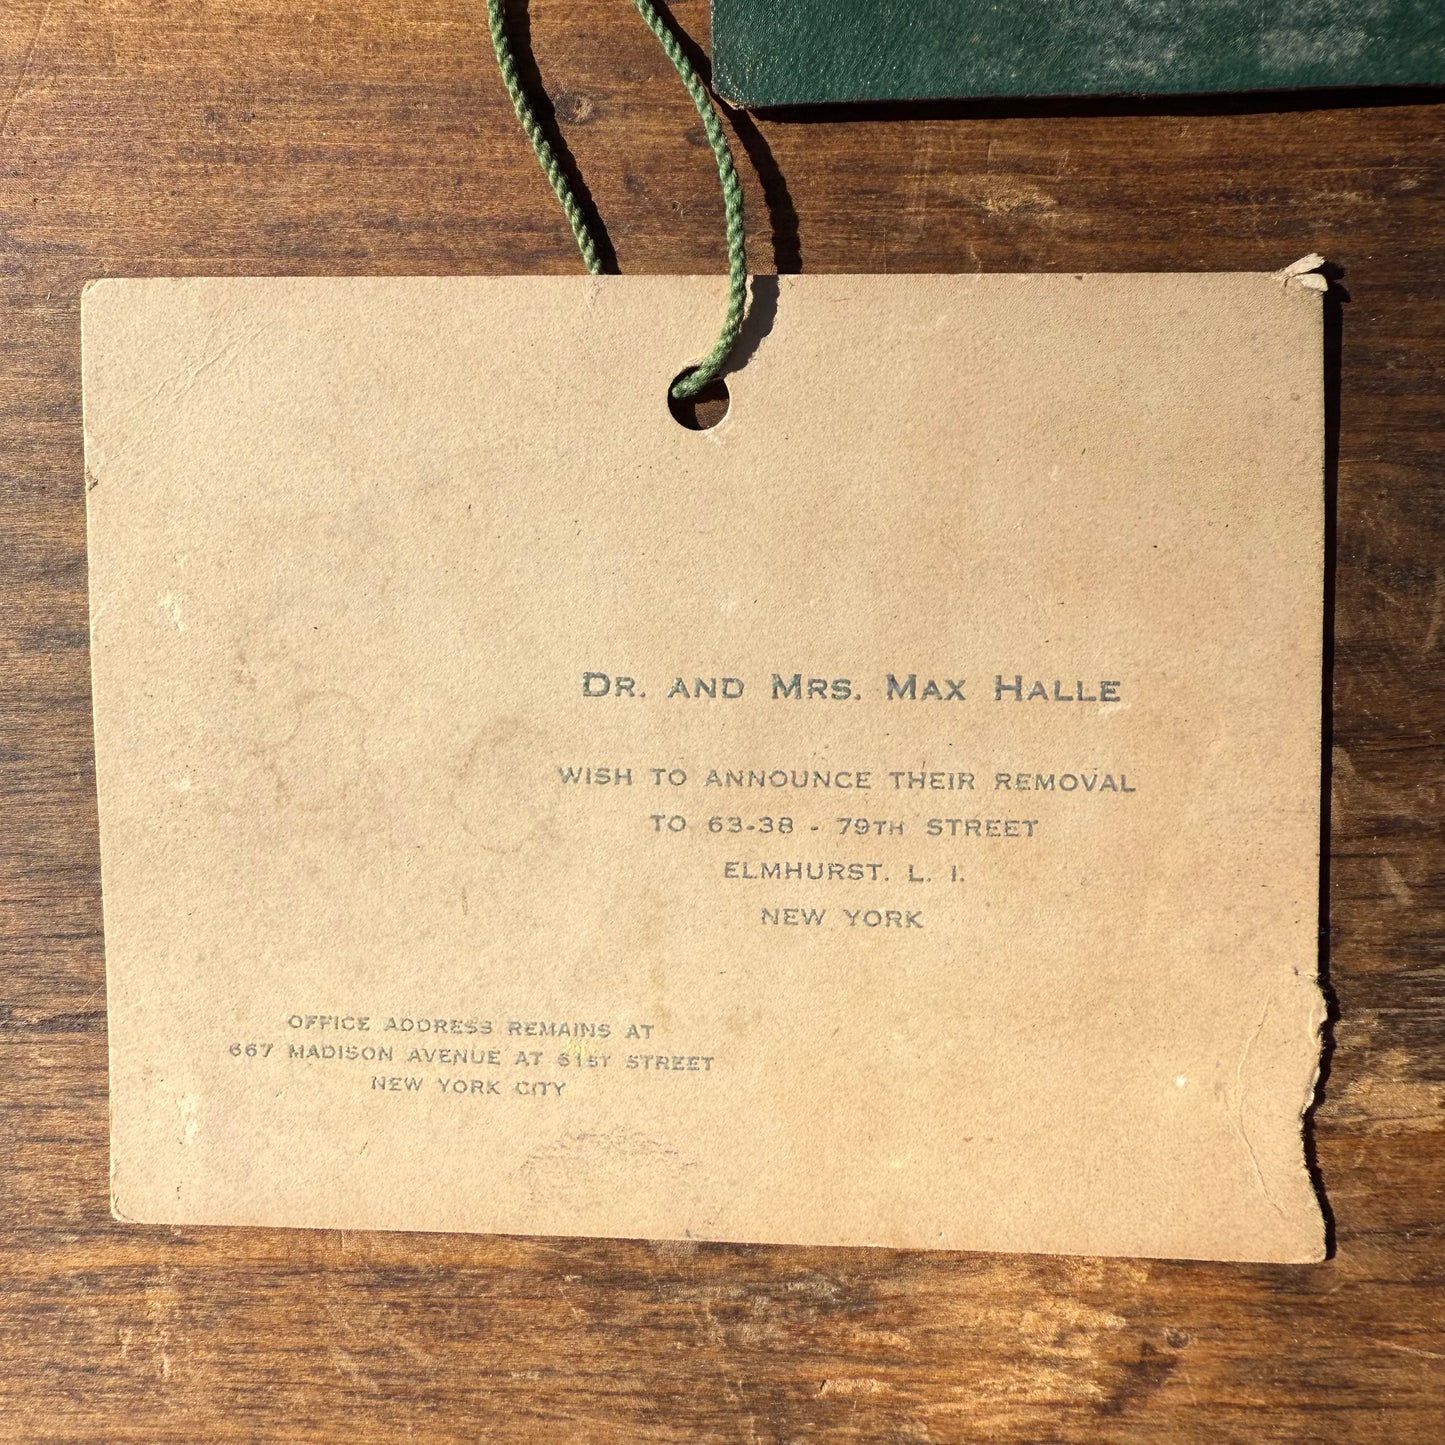 DR. AND MRS. MAX HALLE
WISH TO ANNOUNCE THEIR REMOVAL
TO 63-38 - 79TH STREET
ELMHURST. L. I.
NEW YORK
OFFICE ADDRESS REMAINS AT
667 MADISON AVENUE AT 61ST STREET
NEW YORK CITY